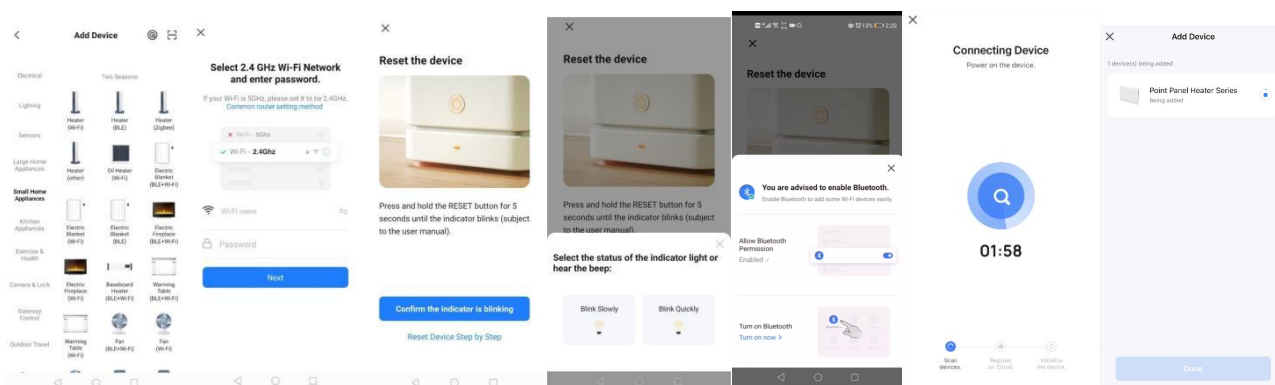 Add Device
Electrical
Two Seasons
Lighting
Heater
(Wi-Fi)
Heater
(BLE)
Heater
(Zigbee)
Sensors
Large Home
Appliances
Heater
(other)
Oil Heater
(Wi-Fi)
Electric
Blanket
(BLE+Wi-Fi)
Small Home
Appliances
Kitchen
Appliances
Electric
Blanket
(Wi-Fi)
Electric
Blanket
(BLE)
Electric
Fireplace
(BLE+Wi-Fi)
Exercise &
Health
Camera & Lock
Electric
Fireplace
(Wi-Fi)
Baseboard
Heater
(BLE+Wi-Fi)
Warming
Table
(BLE+Wi-Fi)
Gateway
Control
Outdoor Travel
Warming
Table
(Wi-Fi)
Fan
(BLE+Wi-Fi)
Fan
(Wi-Fi)
Select 2.4 GHz Wi-Fi Network
and enter password.
If your Wi-Fi is 5GHz, please set it to be 2.4GHz.
Common router setting method
Wi-Fi - 5Ghz
Wi-Fi - 2.4Ghz
Wi-Fi name
Password
Next
Reset the device
Press and hold the RESET button for 5
seconds until the indicator blinks (subject
to the user manual).
Confirm the indicator is blinking
Reset Device Step by Step
Reset the device
Press and hold the RESET button for 5
seconds until the indicator blinks (subject
to the user manual).
Select the status of the indicator light or
hear the beep:
Blink Slowly
Blink Quickly
13%
2:20
Reset the device
You are advised to enable Bluetooth.
Enable Bluetooth to add some Wi-Fi devices easily.
Allow Bluetooth
Permission
Enabled
Turn on Bluetooth
Turn on now >
Connecting Device
Power on the device.
01:58
Scan
devices.
Register
on Cloud.
Initialize
the device.
Add Device
1 device(s) being added
Point Panel Heater Series
Being added
Done